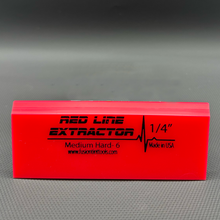 RED LINE
EXTRACTOR 1/4"
Medium Hard-6 Made in USA